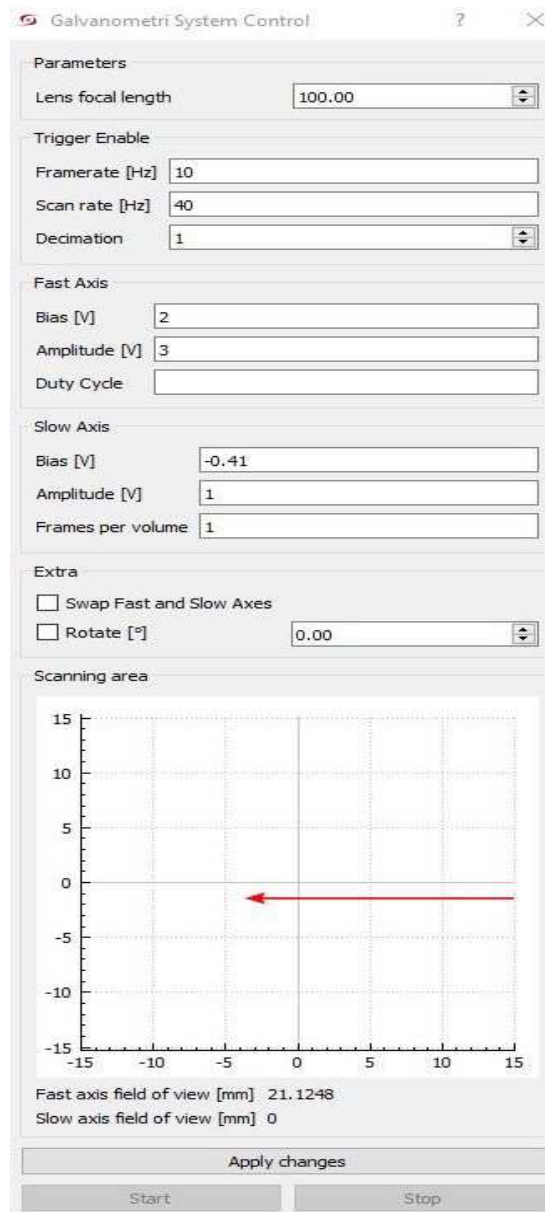 Galvanometri System Control ?
Parameters
Lens focal length 100.00
Trigger Enable
Framerate [Hz] 10
Scan rate [Hz] 40
Decimation 1
Fast Axis
Bias [V] 2
Amplitude [V] 3
Duty Cycle
Slow Axis
Bias [V] -0.41
Amplitude [V] 1
Frames per volume 1
Extra
Swap Fast and Slow Axes
Rotate [°] 0.00
Scanning area
15
10
5
0
-5
-10
-15
-15 -10 -5 0 5 10 15
Fast axis field of view [mm] 21.1248
Slow axis field of view [mm] 0
Apply changes
Start Stop